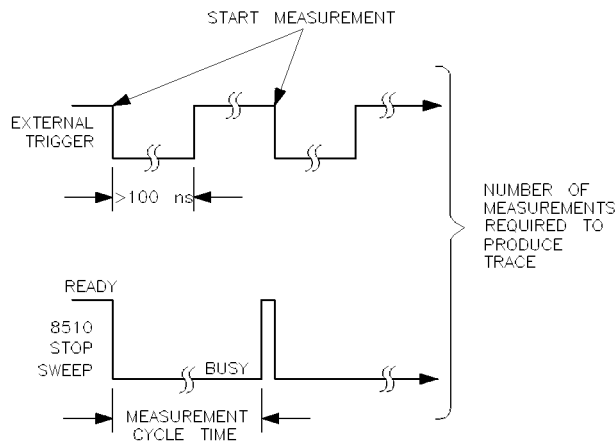 START MEASUREMENT
EXTERNAL
TRIGGER
>100 ns
NUMBER OF
MEASUREMENTS
REQUIRED TO
PRODUCE
TRACE
READY
8510
STOP
SWEEP
BUSY
MEASUREMENT
CYCLE TIME